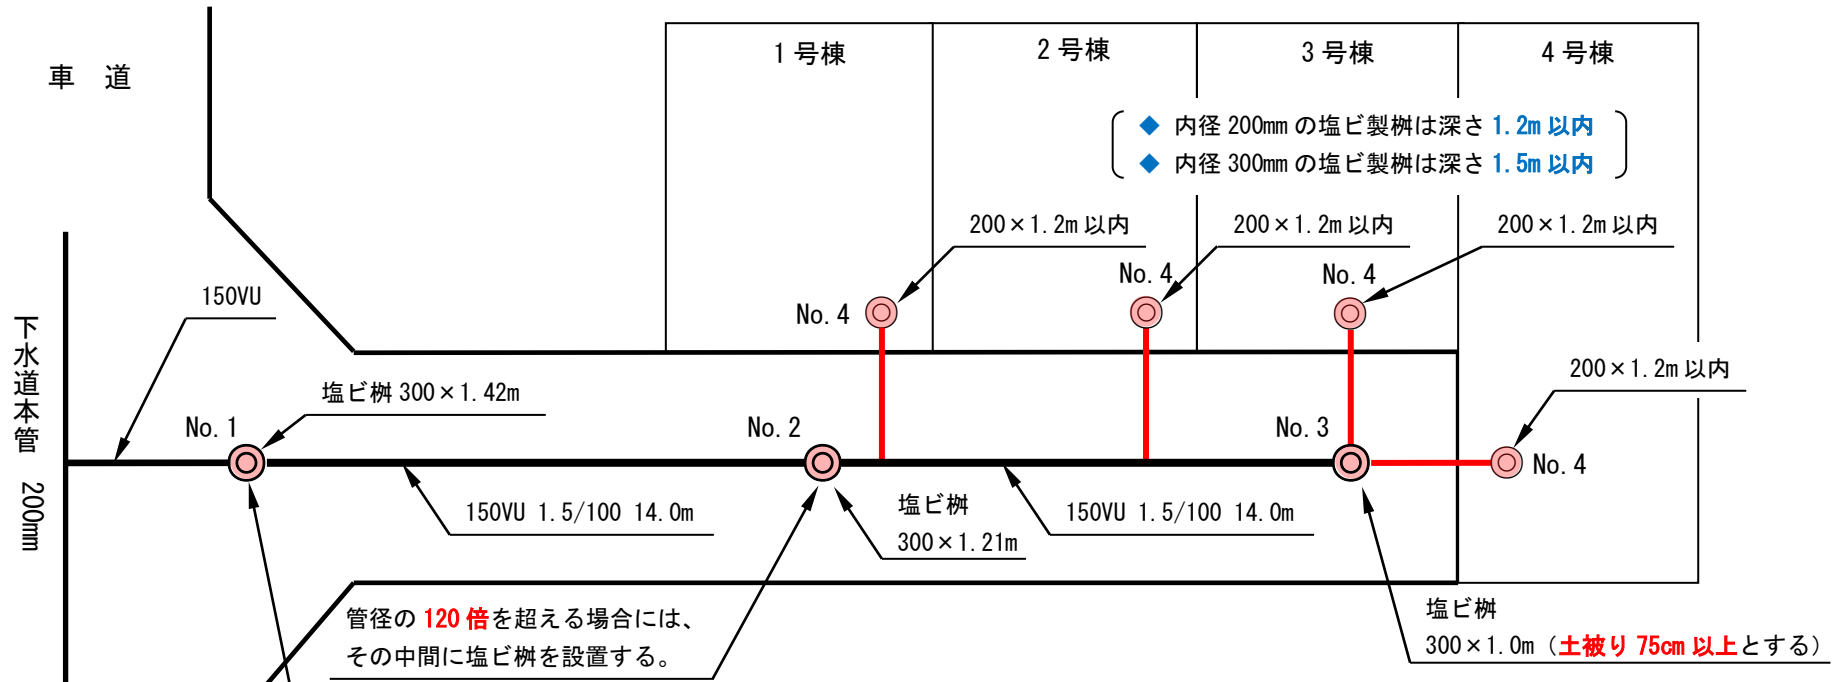 車 道
1号棟
2号棟
3号棟
4号棟
◆ 内径 200mm の塩ビ製桝は深さ 1.2m 以内
◆ 内径 300mm の塩ビ製桝は深さ 1.5m 以内
200×1.2m 以内
200×1.2m 以内
200×1.2m 以内
No.4
No.4
No.4
150VU
下水道本管 200mm
塩ビ桝 300×1.42m
200×1.2m 以内
No.1
No.2
No.3
No.4
150VU 1.5/100 14.0m
塩ビ桝
300×1.21m
150VU 1.5/100 14.0m
管径の 120 倍を超える場合には、
その中間に塩ビ桝を設置する。
塩ビ桝
300×1.0m（土被り 75cm 以上とする）